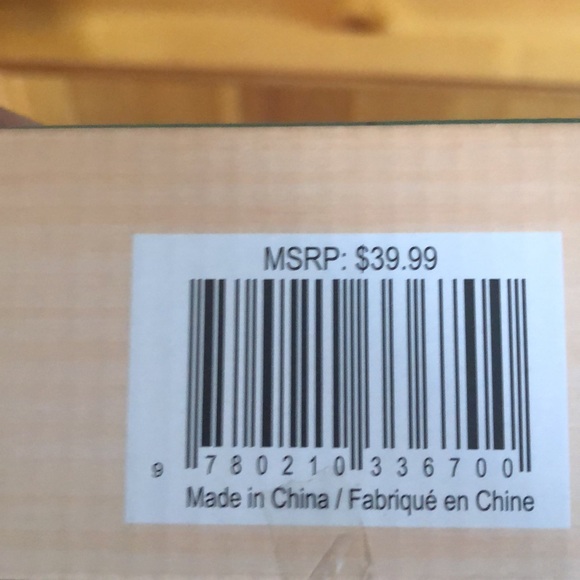 MSRP: $39.99
9 780210 336700
Made in China / Fabriqué en Chine